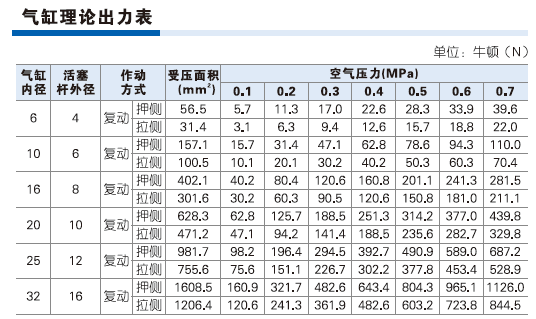 气缸理论出力表
单位：牛顿（N）
气缸内径 活塞杆外径 作动方式 受压面积(mm²) 空气压力(MPa)
0.1 0.2 0.3 0.4 0.5 0.6 0.7
6 4 复动 押侧 56.5 5.7 11.3 17.0 22.6 28.3 33.9 39.6
拉侧 31.4 3.1 6.3 9.4 12.6 15.7 18.8 22.0
10 6 复动 押侧 157.1 15.7 31.4 47.1 62.8 78.6 94.3 110.0
拉侧 100.5 10.1 20.1 30.2 40.2 50.3 60.3 70.4
16 8 复动 押侧 402.1 40.2 80.4 120.6 160.8 201.1 241.3 281.5
拉侧 301.6 30.2 60.3 90.5 120.6 150.8 181.0 211.1
20 10 复动 押侧 628.3 62.8 125.7 188.5 251.3 314.2 377.0 439.8
拉侧 471.2 47.1 94.2 141.4 188.5 235.6 282.7 329.8
25 12 复动 押侧 981.7 98.2 196.4 294.5 392.7 490.9 589.0 687.2
拉侧 755.6 75.6 151.1 226.7 302.2 377.8 453.4 528.9
32 16 复动 押侧 1608.5 160.9 321.7 482.6 643.4 804.3 965.1 1126.0
拉侧 1206.4 120.6 241.3 361.9 482.6 603.2 723.8 844.5